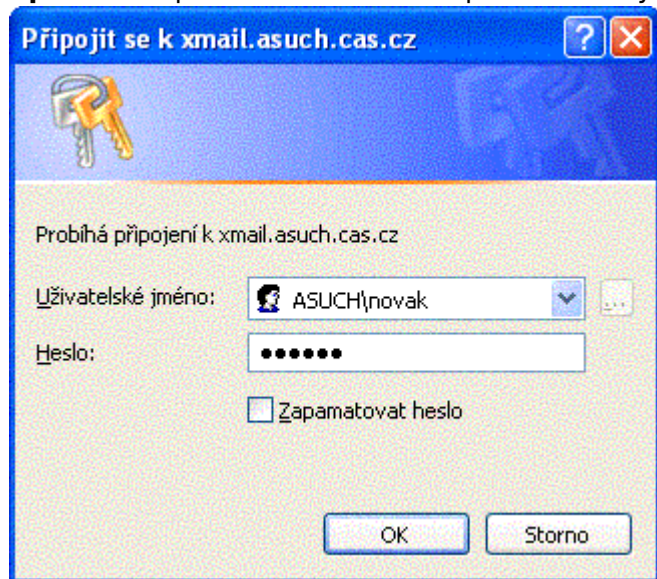 Připojit se k xmail.asuch.cas.cz
Probíhá připojení k xmail.asuch.cas.cz
Uživatelské jméno:
ASUCH\novak
...
Heslo:
••••••
Zapamatovat heslo
OK
Storno